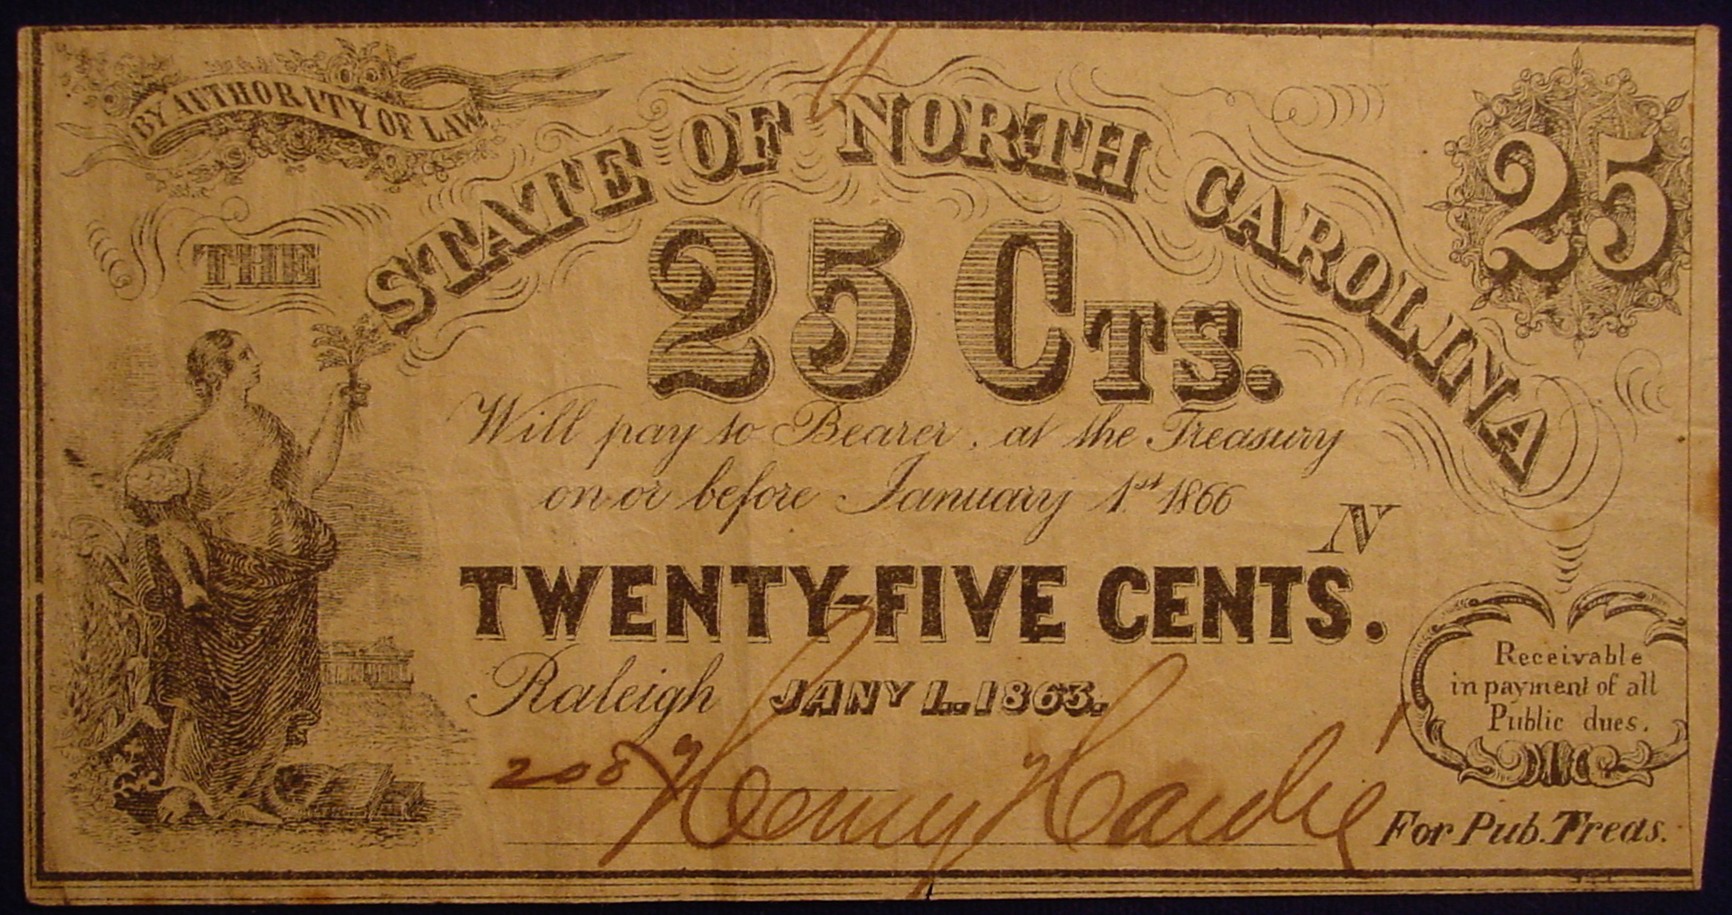 BY AUTHORITY OF LAW
25
THE
STATE OF NORTH CAROLINA
25 CTS.
Will pay to Bearer, at the Treasury
on or before January 1st 1866
N
TWENTY-FIVE CENTS.
Raleigh JANY 1. 1863.
Receivable
in payment of all
Public dues.
208 Henry Hardie
For Pub. Treas.